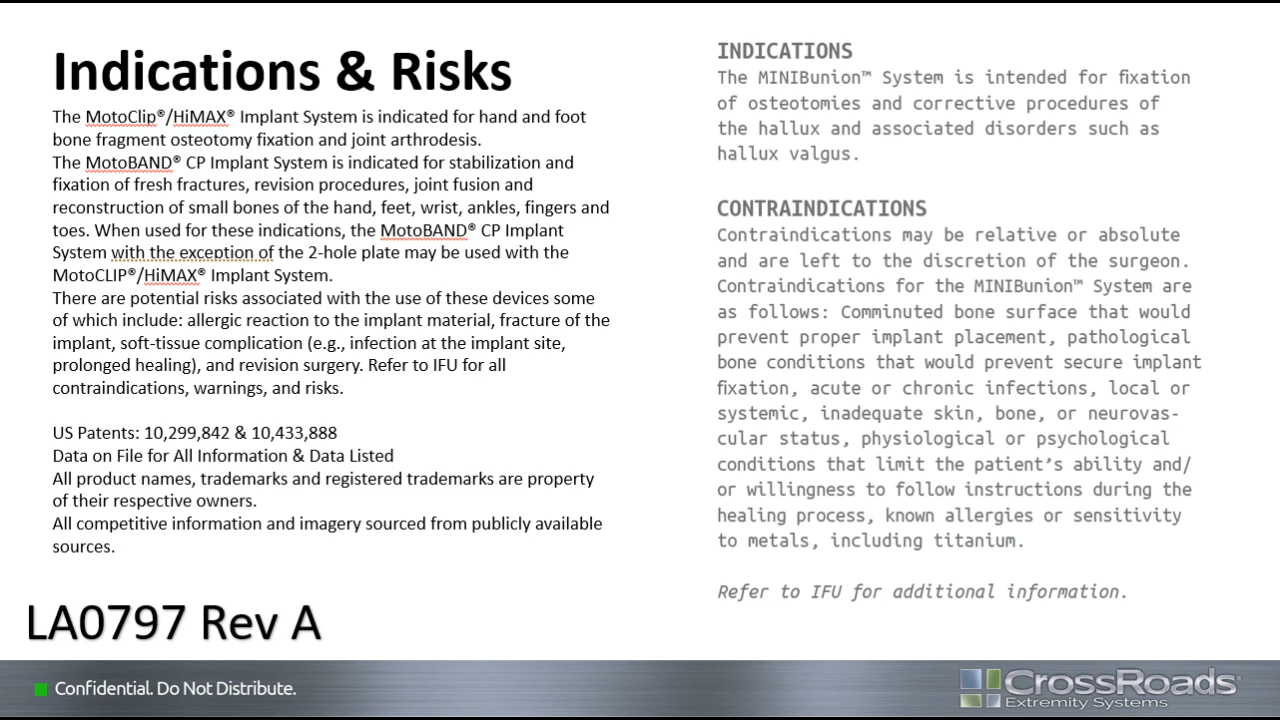 Indications & Risks
The MotoClip®/HiMAX® Implant System is indicated for hand and foot
bone fragment osteotomy fixation and joint arthrodesis.
The MotoBAND® CP Implant System is indicated for stabilization and
fixation of fresh fractures, revision procedures, joint fusion and
reconstruction of small bones of the hand, feet, wrist, ankles, fingers and
toes. When used for these indications, the MotoBAND® CP Implant
System with the exception of the 2-hole plate may be used with the
MotoCLIP®/HiMAX® Implant System.
There are potential risks associated with the use of these devices some
of which include: allergic reaction to the implant material, fracture of the
implant, soft-tissue complication (e.g., infection at the implant site,
prolonged healing), and revision surgery. Refer to IFU for all
contraindications, warnings, and risks.
US Patents: 10,299,842 & 10,433,888
Data on File for All Information & Data Listed
All product names, trademarks and registered trademarks are property
of their respective owners.
All competitive information and imagery sourced from publicly available
sources.
LA0797 Rev A
INDICATIONS
The MINIBunion™ System is intended for fixation
of osteotomies and corrective procedures of
the hallux and associated disorders such as
hallux valgus.
CONTRAINDICATIONS
Contraindications may be relative or absolute
and are left to the discretion of the surgeon.
Contraindications for the MINIBunion™ System are
as follows: Comminuted bone surface that would
prevent proper implant placement, pathological
bone conditions that would prevent secure implant
fixation, acute or chronic infections, local or
systemic, inadequate skin, bone, or neurovas-
cular status, physiological or psychological
conditions that limit the patient's ability and/
or willingness to follow instructions during the
healing process, known allergies or sensitivity
to metals, including titanium.
Refer to IFU for additional information.
Confidential. Do Not Distribute.
CrossRoads®
Extremity Systems